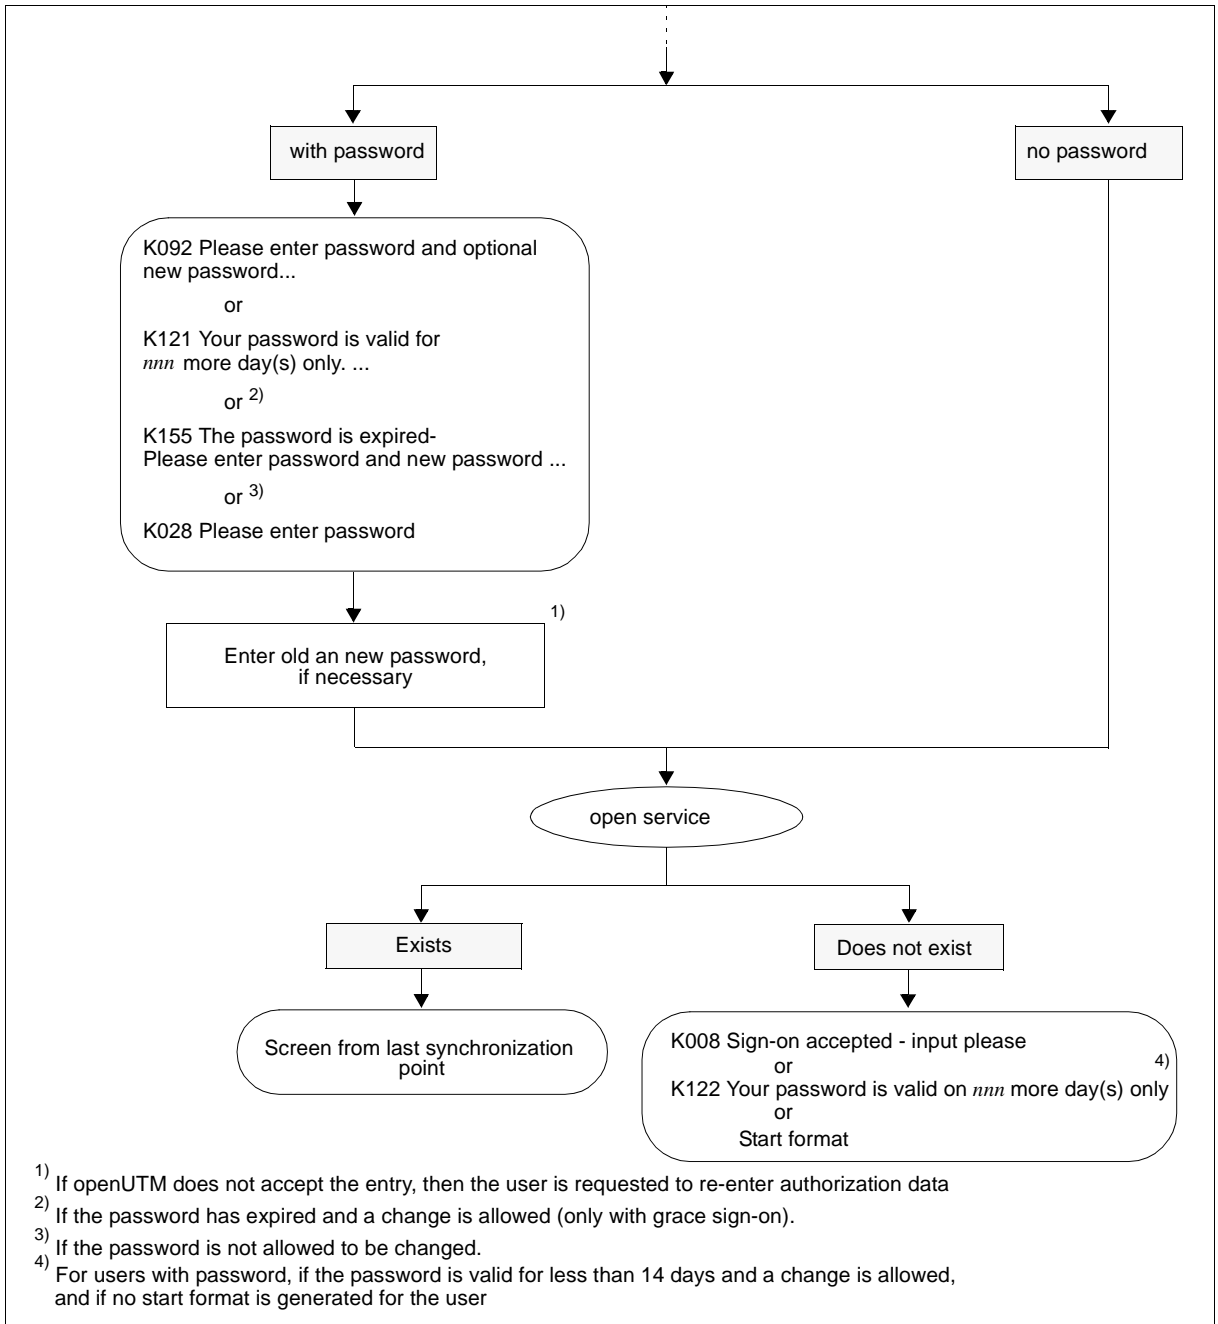 with password
no password
K092 Please enter password and optional
new password...
or
K121 Your password is valid for
nnn more day(s) only. ...
or 2)
K155 The password is expired-
Please enter password and new password ...
or 3)
K028 Please enter password
1)
Enter old an new password,
if necessary
open service
Exists
Does not exist
Screen from last synchronization
point
K008 Sign-on accepted - input please
or
4)
K122 Your password is valid on nnn more day(s) only
or
Start format
1) If openUTM does not accept the entry, then the user is requested to re-enter authorization data
2) If the password has expired and a change is allowed (only with grace sign-on).
3) If the password is not allowed to be changed.
4) For users with password, if the password is valid for less than 14 days and a change is allowed,
and if no start format is generated for the user